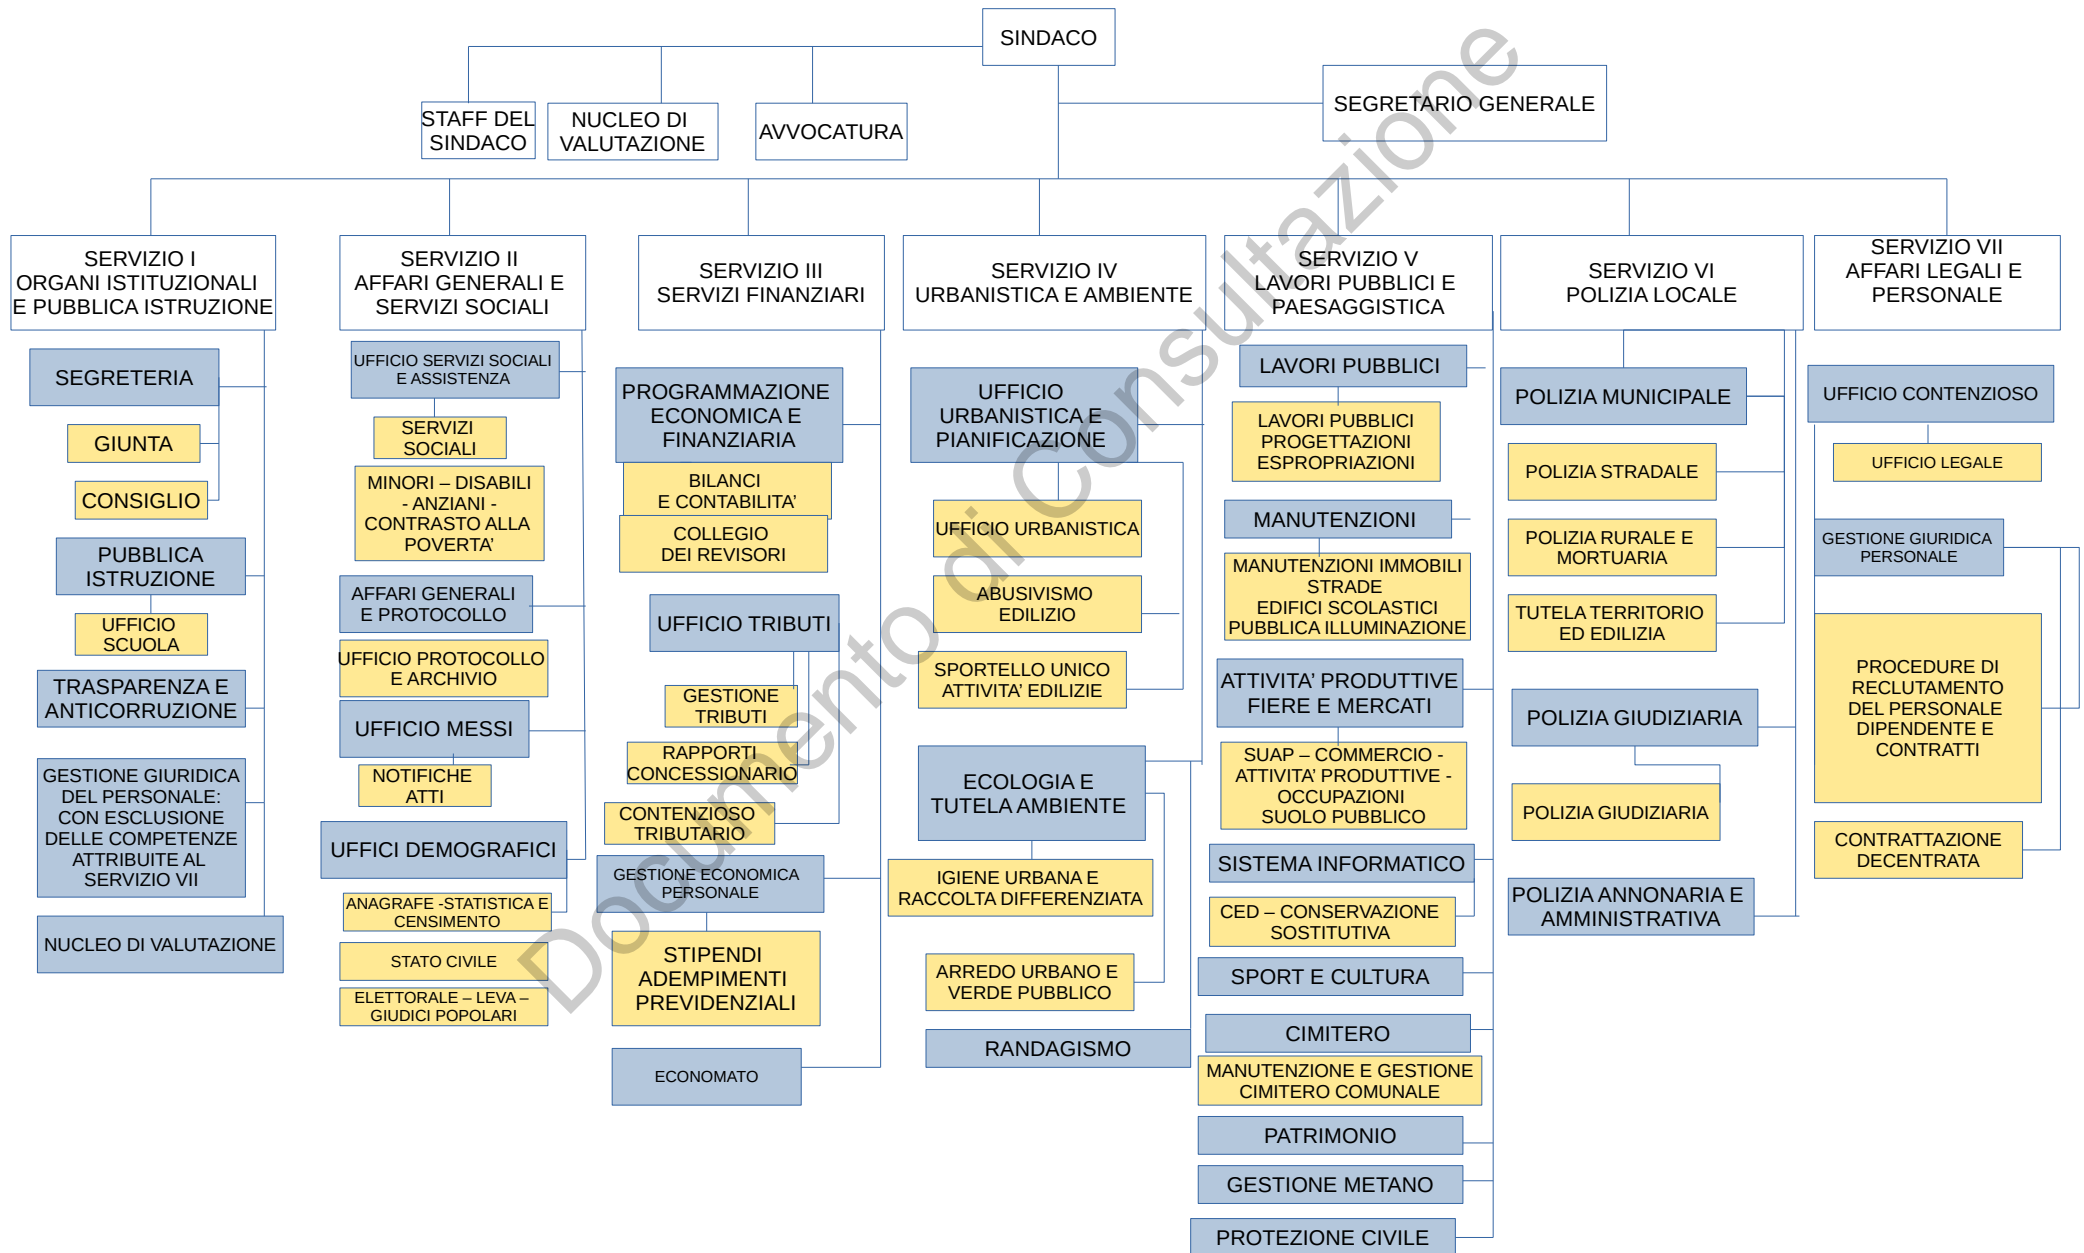 SINDACO
SEGRETARIO GENERALE
STAFF DEL
SINDACO
NUCLEO DI
VALUTAZIONE
AVVOCATURA
SERVIZIO I
ORGANI ISTITUZIONALI
E PUBBLICA ISTRUZIONE
SEGRETERIA
GIUNTA
CONSIGLIO
PUBBLICA
ISTRUZIONE
UFFICIO
SCUOLA
TRASPARENZA E
ANTICORRUZIONE
GESTIONE GIURIDICA
DEL PERSONALE:
CON ESCLUSIONE
DELLE COMPETENZE
ATTRIBUITE AL
SERVIZIO VII
NUCLEO DI VALUTAZIONE
SERVIZIO II
AFFARI GENERALI E
SERVIZI SOCIALI
UFFICIO SERVIZI SOCIALI
E ASSISTENZA
SERVIZI
SOCIALI
MINORI – DISABILI
- ANZIANI -
CONTRASTO ALLA
POVERTA’
AFFARI GENERALI
E PROTOCOLLO
UFFICIO PROTOCOLLO
E ARCHIVIO
UFFICIO MESSI
NOTIFICHE
ATTI
UFFICI DEMOGRAFICI
ANAGRAFE -STATISTICA E
CENSIMENTO
STATO CIVILE
ELETTORALE – LEVA –
GIUDICI POPOLARI
SERVIZIO III
SERVIZI FINANZIARI
PROGRAMMAZIONE
ECONOMICA E
FINANZIARIA
BILANCI
E CONTABILITA’
COLLEGIO
DEI REVISORI
UFFICIO TRIBUTI
GESTIONE
TRIBUTI
RAPPORTI
CONCESSIONARIO
CONTENZIOSO
TRIBUTARIO
GESTIONE ECONOMICA
PERSONALE
STIPENDI
ADEMPIMENTI
PREVIDENZIALI
ECONOMATO
SERVIZIO IV
URBANISTICA E AMBIENTE
UFFICIO
URBANISTICA E
PIANIFICAZIONE
UFFICIO URBANISTICA
ABUSIVISMO
EDILIZIO
SPORTELLO UNICO
ATTIVITA’ EDILIZIE
ECOLOGIA E
TUTELA AMBIENTE
IGIENE URBANA E
RACCOLTA DIFFERENZIATA
ARREDO URBANO E
VERDE PUBBLICO
RANDAGISMO
SERVIZIO V
LAVORI PUBBLICI E
PAESAGGISTICA
LAVORI PUBBLICI
LAVORI PUBBLICI
PROGETTAZIONI
ESPROPRIAZIONI
MANUTENZIONI
MANUTENZIONI IMMOBILI
STRADE
EDIFICI SCOLASTICI
PUBBLICA ILLUMINAZIONE
ATTIVITA’ PRODUTTIVE
FIERE E MERCATI
SUAP – COMMERCIO -
ATTIVITA’ PRODUTTIVE -
OCCUPAZIONI
SUOLO PUBBLICO
SISTEMA INFORMATICO
CED – CONSERVAZIONE
SOSTITUTIVA
SPORT E CULTURA
CIMITERO
MANUTENZIONE E GESTIONE
CIMITERO COMUNALE
PATRIMONIO
GESTIONE METANO
PROTEZIONE CIVILE
SERVIZIO VI
POLIZIA LOCALE
POLIZIA MUNICIPALE
POLIZIA STRADALE
POLIZIA RURALE E
MORTUARIA
TUTELA TERRITORIO
ED EDILIZIA
POLIZIA GIUDIZIARIA
POLIZIA GIUDIZIARIA
POLIZIA ANNONARIA E
AMMINISTRATIVA
SERVIZIO VII
AFFARI LEGALI E
PERSONALE
UFFICIO CONTENZIOSO
UFFICIO LEGALE
GESTIONE GIURIDICA
PERSONALE
PROCEDURE DI
RECLUTAMENTO
DEL PERSONALE
DIPENDENTE E
CONTRATTI
CONTRATTAZIONE
DECENTRATA
Documento di Consultazione